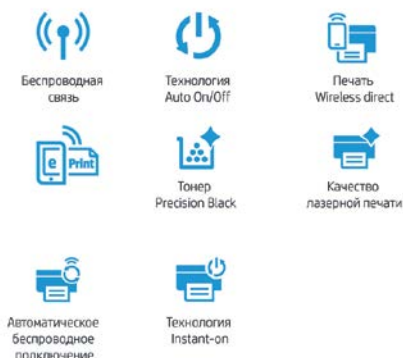 Беспроводная
связь
Технология
Auto On/Off
Печать
Wireless direct
e Print
Тонер
Precision Black
Качество
лазерной печати
Автоматическое
беспроводное
подключение
Технология
Instant-on